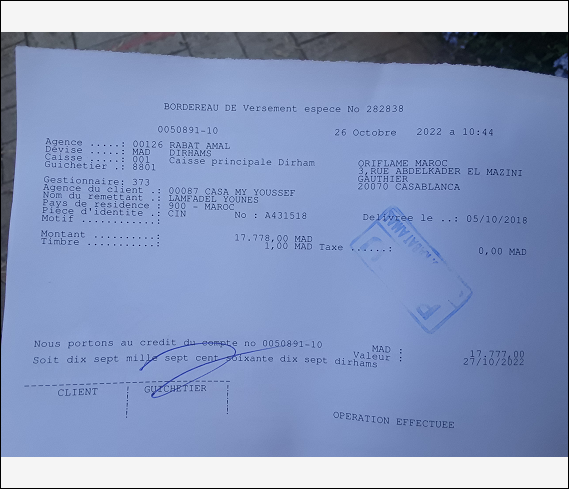 BORDEREAU DE Versement espece No 282838
0050891-10 26 Octobre 2022 a 10:44
Agence .....: 00126 RABAT AMAL
Devise .....: MAD DIRHAMS
Caisse .....: 001 Caisse principale Dirham ORIFLAME MAROC
Guichetier .: 8801 3,RUE ABDELKADER EL MAZINI
GAUTHIER
Gestionnaire: 373 20070 CASABLANCA
Agence du client .: 00087 CASA MY YOUSSEF
Nom du remettant .: LAMFADEL YOUNES
Pays de residence : 900 - MAROC
Pièce d'identite .: CIN No : A431518 Delivree le ..: 05/10/2018
Motif ............:
Montant ..........: 17.778,00 MAD
Timbre ...........: 1,00 MAD Taxe ......: 0,00 MAD
RABAT AMAL
Nous portons au credit du compte no 0050891-10 MAD : 17.777,00
Soit dix sept mille sept cent soixante dix sept dirhams Valeur : 27/10/2022
CLIENT GUICHETIER
OPERATION EFFECTUEE